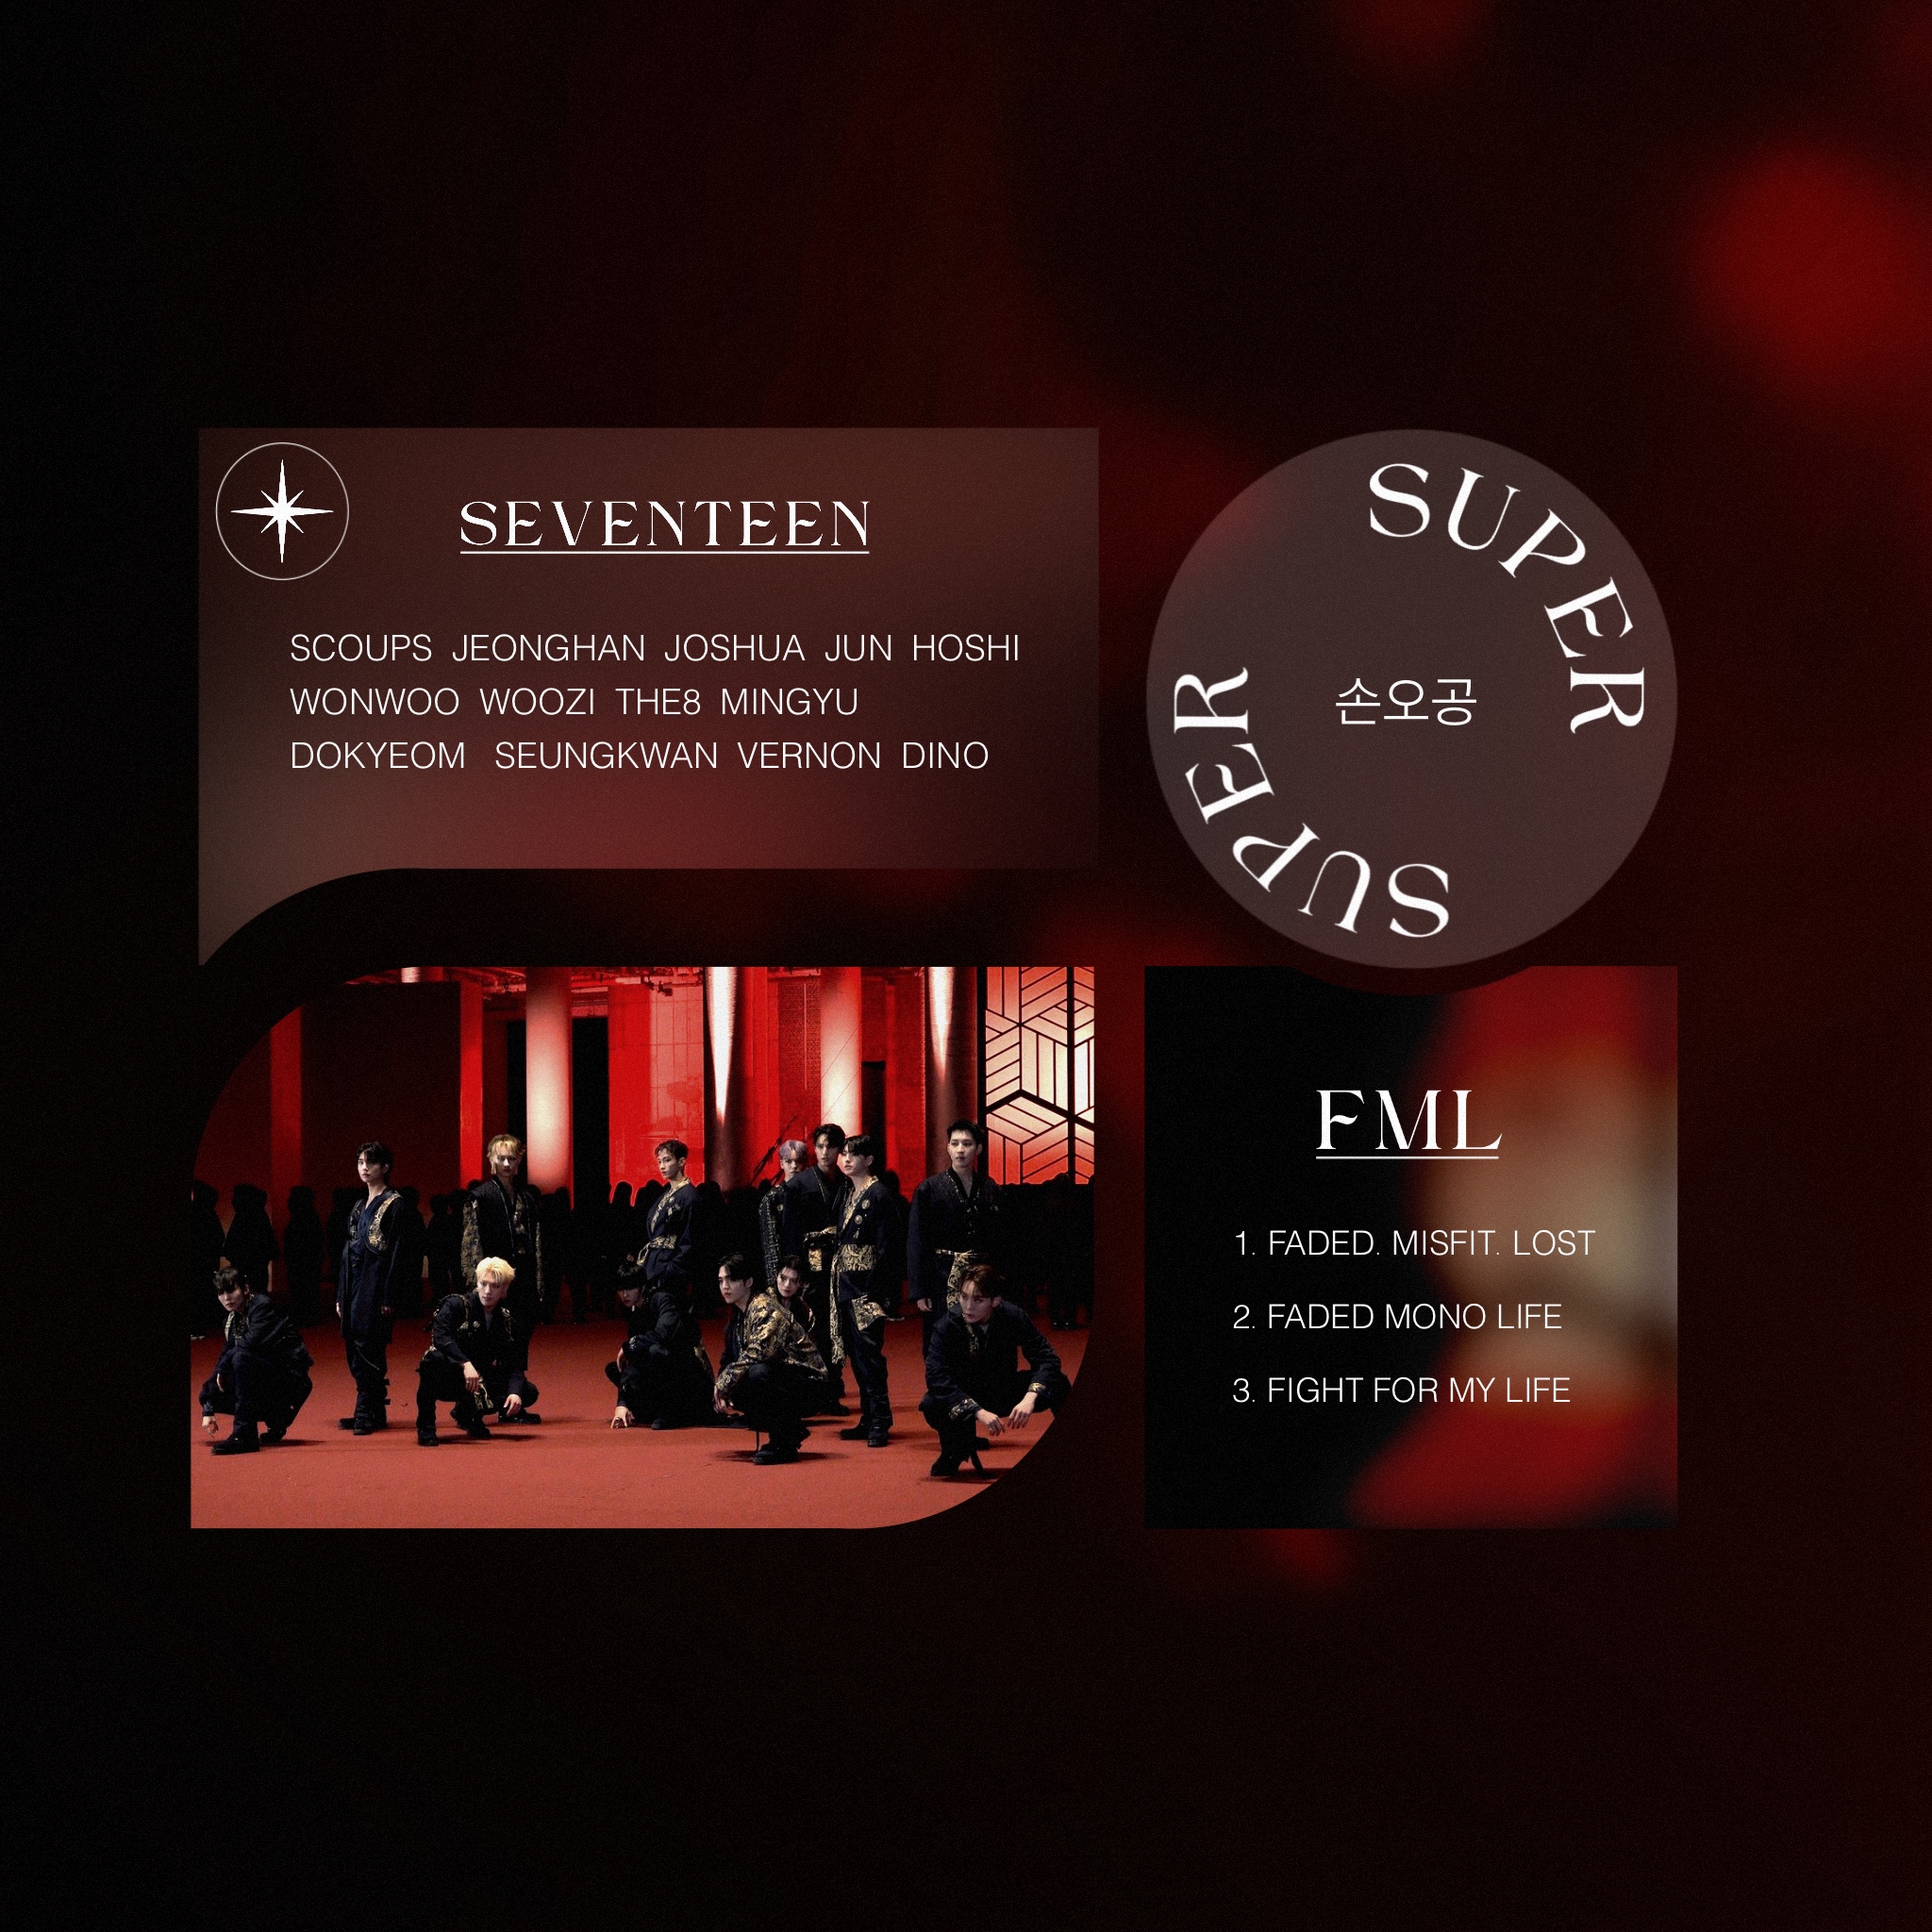 SEVENTEEN
SCOUPS JEONGHAN JOSHUA JUN HOSHI
WONWOO WOOZI THE8 MINGYU
DOKYEOM SEUNGKWAN VERNON DINO
SUPER
손오공
SUPER
FML
1. FADED. MISFIT. LOST
2. FADED MONO LIFE
3. FIGHT FOR MY LIFE